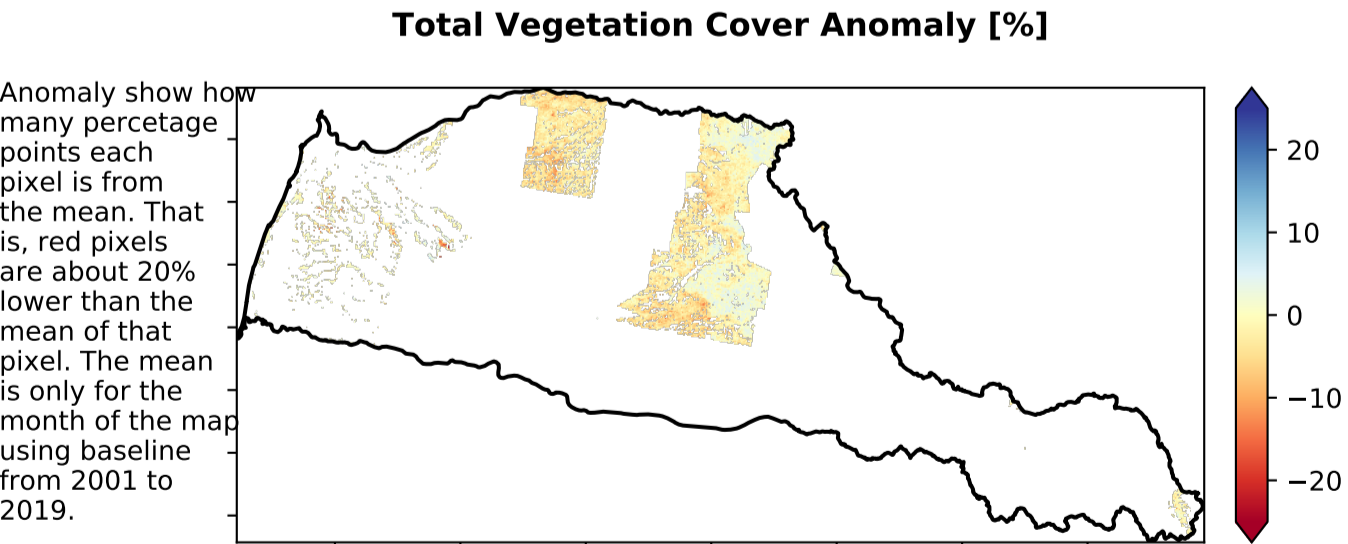 Total Vegetation Cover Anomaly [%]
Anomaly show how
many percetage
points each
pixel is from
the mean. That
is, red pixels
are about 20%
lower than the
mean of that
pixel. The mean
is only for the
month of the map
using baseline
from 2001 to
2019.
20
10
0
−10
−20